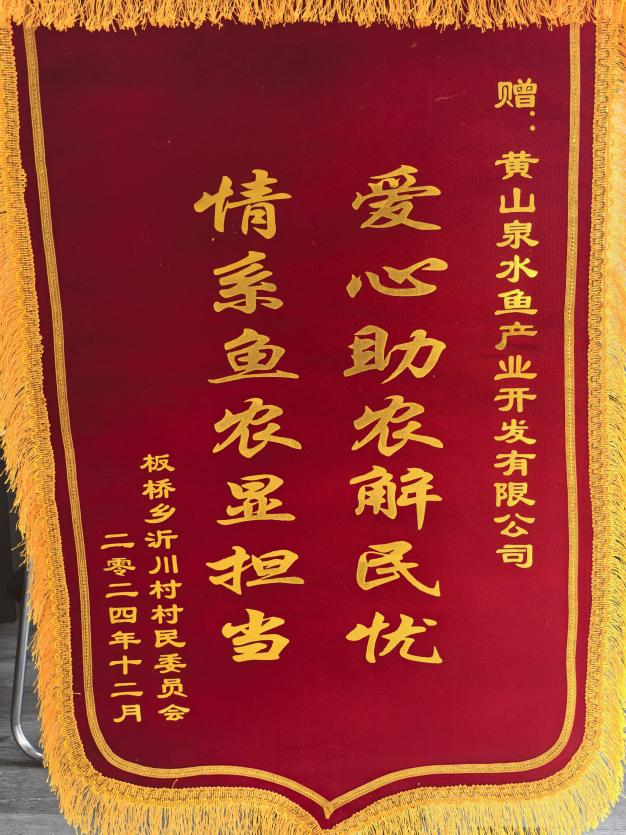 赠：黄山泉水鱼产业开发有限公司
爱心助农解民忧
情系鱼农显担当
板桥乡沂川村村民委员会
二零二四年十二月